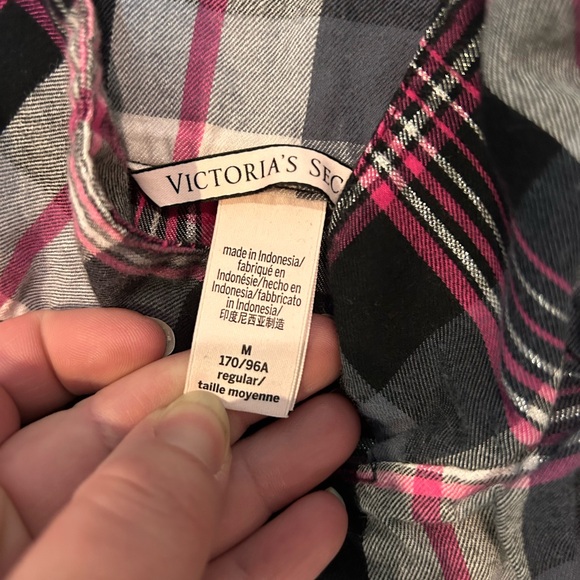 VICTORIA'S SEC
made in Indonesia/
fabriqué en
Indonésie/hecho en
Indonesia/fabbricato
in Indonesia/
印度尼西亚制造
M
170/96A
regular/
taille moyenne